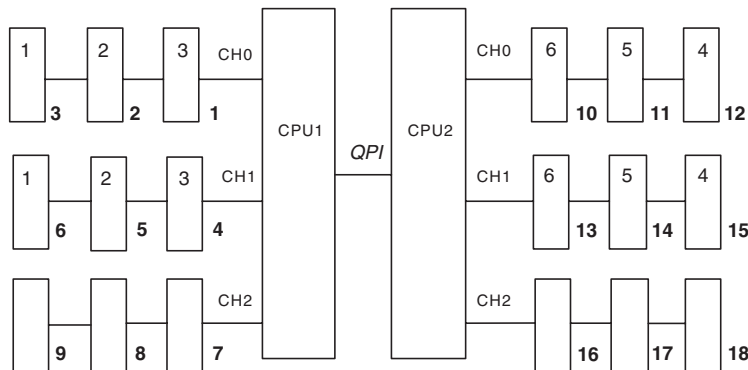 1 2 3 CH0 CH0 6 5 4
3 2 1 10 11 12
CPU1 QPI CPU2
1 2 3 CH1 CH1 6 5 4
6 5 4 13 14 15
CH2 CH2
9 8 7 16 17 18